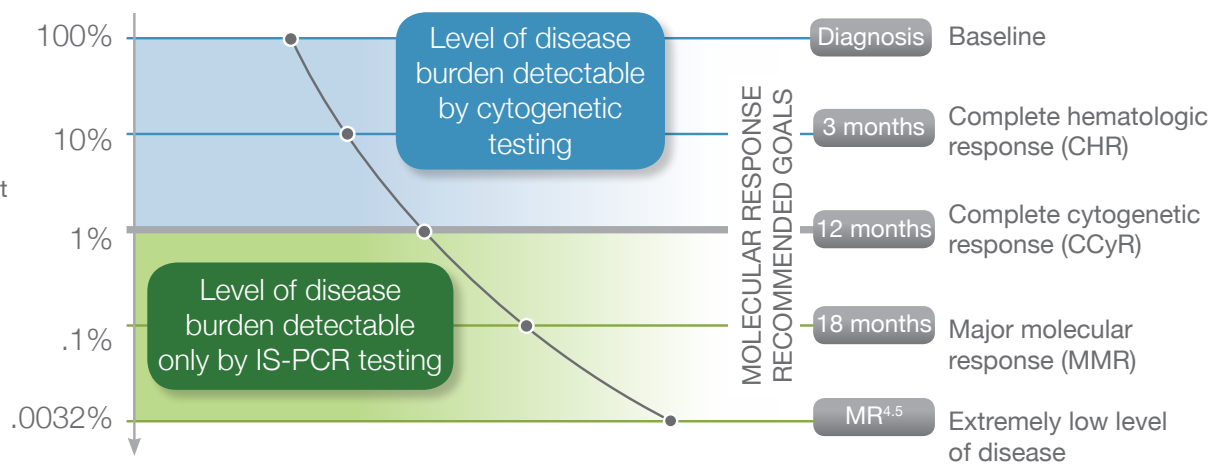 100%
10%
t
1%
.1%
.0032%
Level of disease
burden detectable
by cytogenetic
testing
Level of disease
burden detectable
only by IS-PCR testing
MOLECULAR RESPONSE
RECOMMENDED GOALS
Diagnosis Baseline
3 months Complete hematologic
response (CHR)
12 months Complete cytogenetic
response (CCyR)
18 months Major molecular
response (MMR)
MR4.5 Extremely low level
of disease